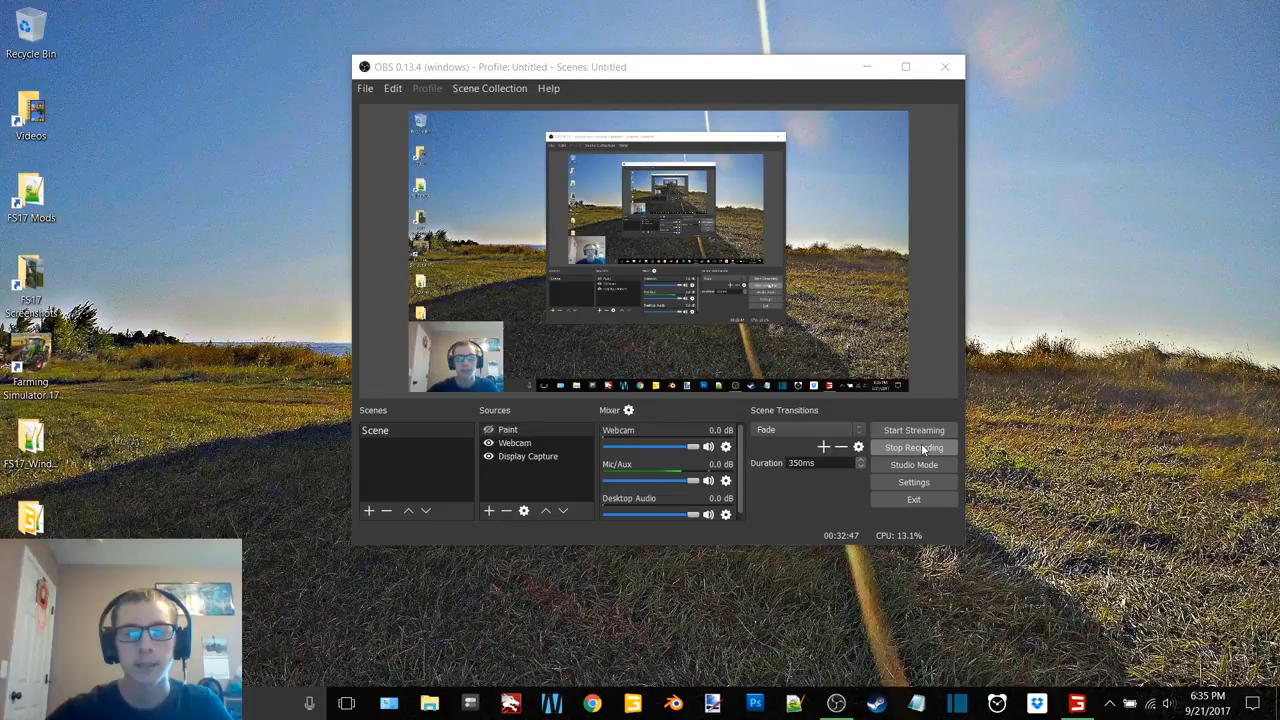 Recycle Bin
Videos
FS17 Mods
FS17
Screenshots
Farming
Simulator 17
FS17_Wind...
OBS 0.13.4 (windows) - Profile: Untitled - Scenes: Untitled
File Edit Profile Scene Collection Help
Scenes
Scene
Sources
Paint
Webcam
Display Capture
Mixer
Webcam 0.0 dB
Mic/Aux 0.0 dB
Desktop Audio 0.0 dB
Scene Transitions
Fade
Duration 350ms
Start Streaming
Stop Recording
Studio Mode
Settings
Exit
00:32:47 CPU: 13.1%
6:35 PM
9/21/2017